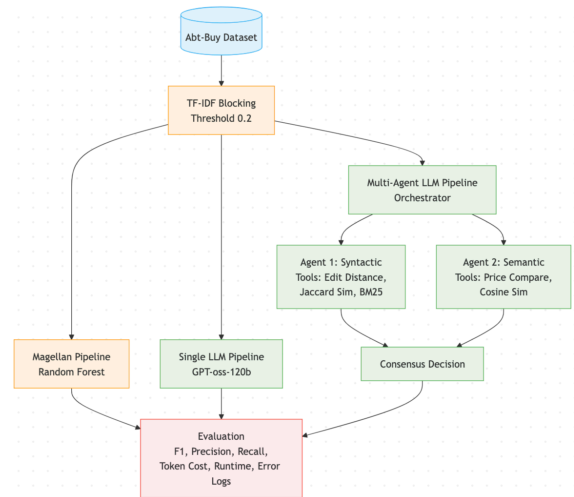 Abt-Buy Dataset
TF-IDF Blocking
Threshold 0.2
Multi-Agent LLM Pipeline
Orchestrator
Agent 1: Syntactic
Tools: Edit Distance,
Jaccard Sim, BM25
Agent 2: Semantic
Tools: Price Compare,
Cosine Sim
Magellan Pipeline
Random Forest
Single LLM Pipeline
GPT-oss-120b
Consensus Decision
Evaluation
F1, Precision, Recall,
Token Cost, Runtime, Error
Logs